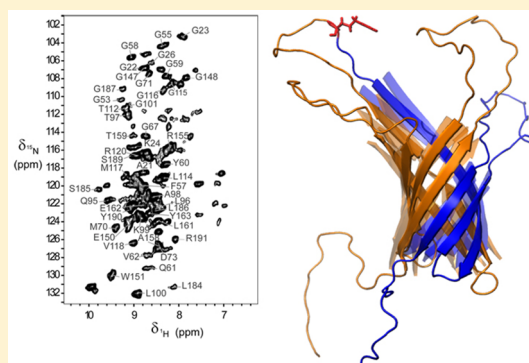 102
104
106
108
110
112
114
116
118
120
122
124
126
128
130
132
δ15N
(ppm)
G55
G23
G58
G26
G22
G59
G147
G71
G148
G187
G116
G115
G53
G101
T112
T97
G67
T159
K24
R155
R120
S189
A21
Y60
M117
L114
S185
F57
A98
Q95
L96
E162
L186
Y190
Y163
K99
M70
L161
E150
A158
R191
V118
V62
D73
Q61
W151
L184
L100
10
9
8
7
δ1H (ppm)